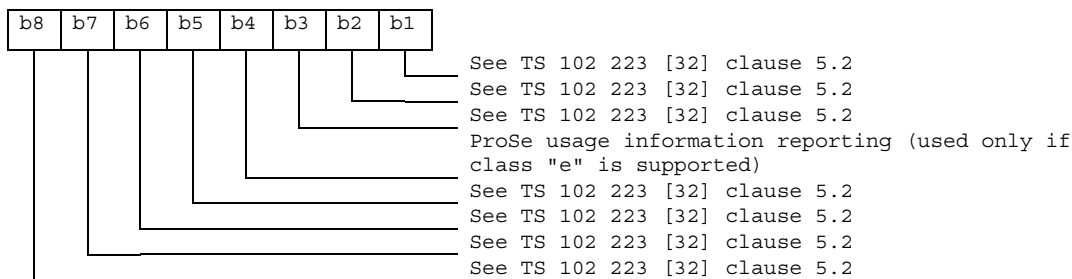 b8 b7 b6 b5 b4 b3 b2 b1
See TS 102 223 [32] clause 5.2
See TS 102 223 [32] clause 5.2
See TS 102 223 [32] clause 5.2
ProSe usage information reporting (used only if
class "e" is supported)
See TS 102 223 [32] clause 5.2
See TS 102 223 [32] clause 5.2
See TS 102 223 [32] clause 5.2
See TS 102 223 [32] clause 5.2